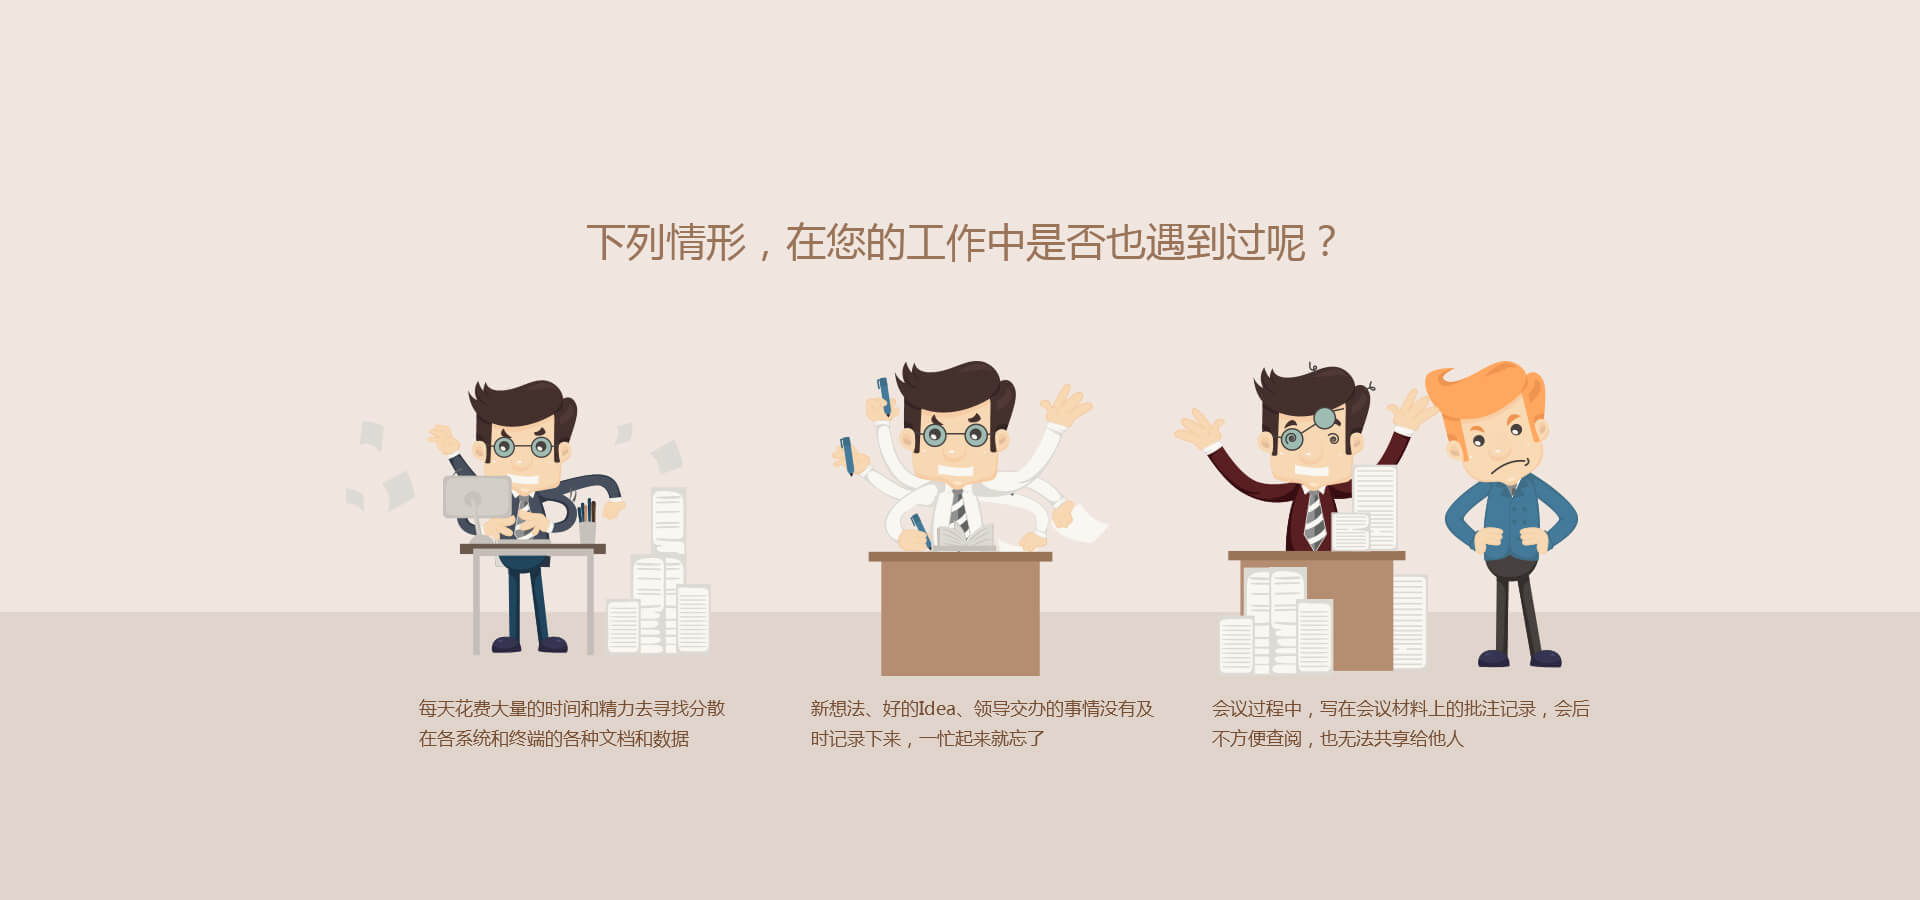 下列情形，在您的工作中是否也遇到过呢？
每天花费大量的时间和精力去寻找分散
在各系统和终端的各种文档和数据
新想法、好的Idea、领导交办的事情没有及
时记录下来，一忙起来就忘了
会议过程中，写在会议材料上的批注记录，会后
不方便查阅，也无法共享给他人